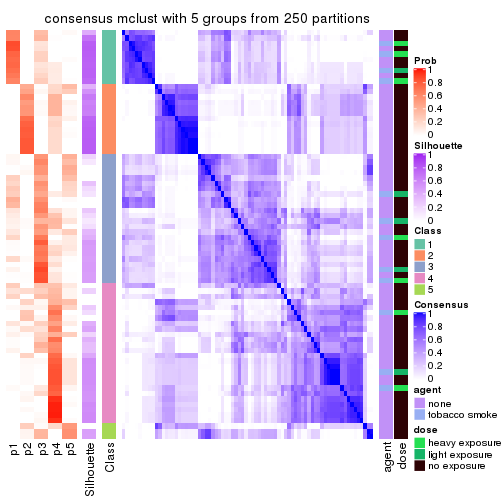 consensus mclust with 5 groups from 250 partitions
Prob
1
0.8
0.6
0.4
0.2
0
Silhouette
1
0.8
0.6
0.4
0.2
0
Class
1
2
3
4
5
Consensus
1
0.8
0.6
0.4
0.2
0
agent
none
tobacco smoke
dose
heavy exposure
light exposure
no exposure
p1
p2
p3
p4
p5
Silhouette
Class
agent
dose